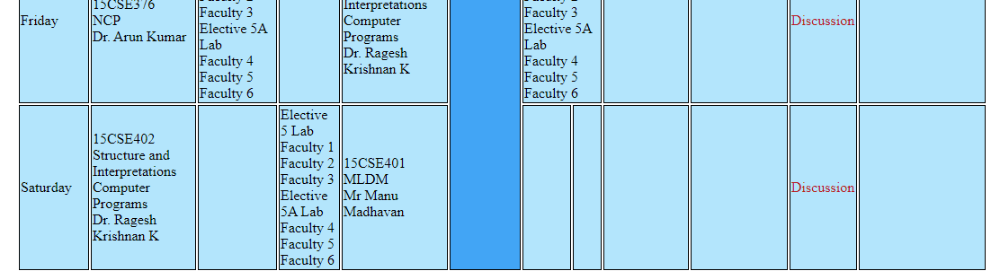 Friday
15CSE376
NCP
Dr. Arun Kumar
Faculty 3
Elective 5A
Lab
Faculty 4
Faculty 5
Faculty 6
Interpretations
Computer
Programs
Dr. Ragesh
Krishnan K
Faculty 3
Elective 5A
Lab
Faculty 4
Faculty 5
Faculty 6
Discussion
Saturday
15CSE402
Structure and
Interpretations
Computer
Programs
Dr. Ragesh
Krishnan K
Elective
5 Lab
Faculty 1
Faculty 2
Faculty 3
Elective
5A Lab
Faculty 4
Faculty 5
Faculty 6
15CSE401
MLDM
Mr Manu
Madhavan
Discussion